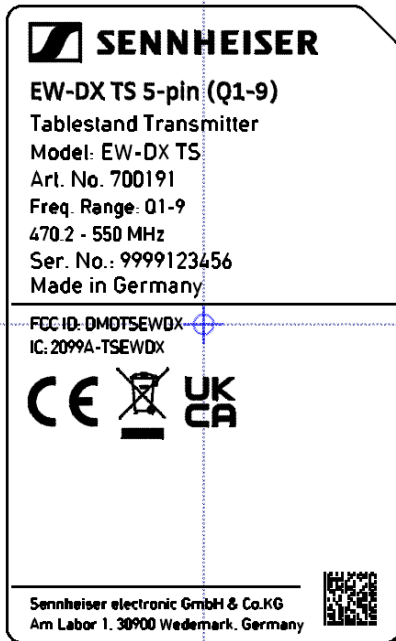 SENNHEISER
EW-DX TS 5-pin (Q1-9)
Tablestand Transmitter
Model: EW-DX TS
Art. No. 700191
Freq. Range: Q1-9
470.2 - 550 MHz
Ser. No.: 9999123456
Made in Germany
FCC ID: DMOTSEWDX
IC: 2099A-TSEWDX
CE
UK
CA
Sennheiser electronic GmbH & Co.KG
Am Labor 1, 30900 Wedemark, Germany